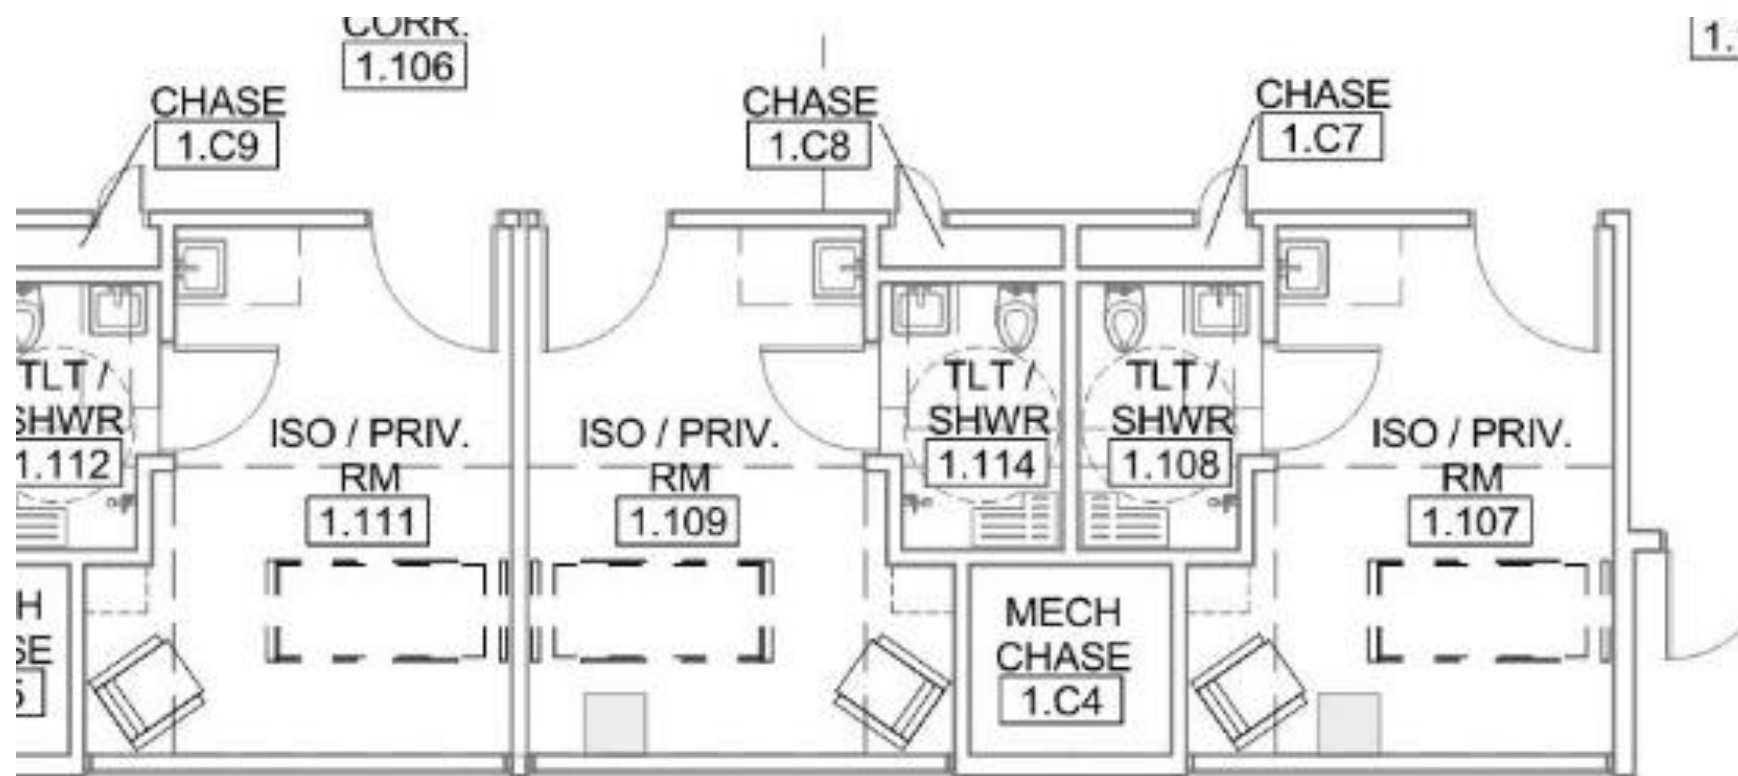 CORR.
1.106
CHASE
1.C9
CHASE
1.C8
CHASE
1.C7
TLT /
SHWR
1.112
ISO / PRIV.
RM
1.111
ISO / PRIV.
RM
1.109
TLT /
SHWR
1.114
TLT /
SHWR
1.108
ISO / PRIV.
RM
1.107
MECH
CHASE
1.C4